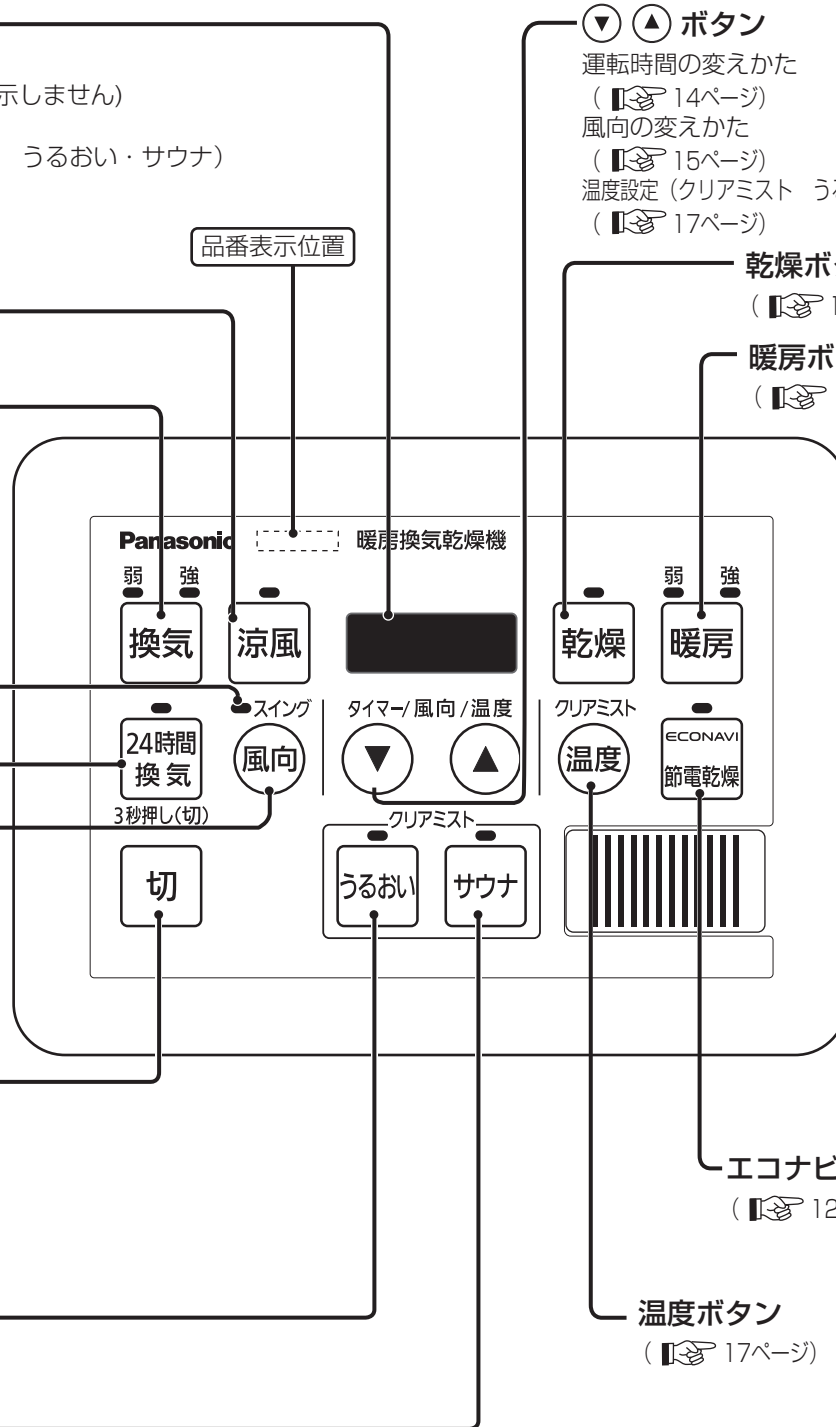 示しません)
うるおい・サウナ）
品番表示位置
▼ ▲ ボタン
運転時間の変えかた
（ 14ページ）
風向の変えかた
（ 15ページ）
温度設定（クリアミスト うる
（ 17ページ）
乾燥ボ
（ 1
暖房ボ
（
Panasonic 暖房換気乾燥機
弱 強
弱 強
換気
涼風
乾燥
暖房
スイング
タイマー/風向/温度
クリアミスト
24時間
換気
風向
▼
▲
温度
ECONAVI
節電乾燥
3秒押し(切)
クリアミスト
切
うるおい
サウナ
エコナビ
（ 12
温度ボタン
（ 17ページ）